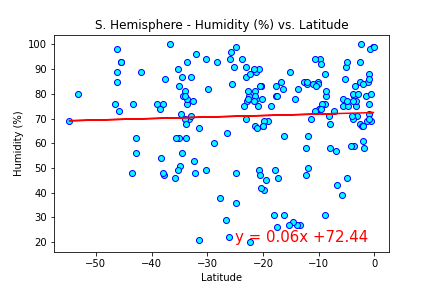 S. Hemisphere - Humidity (%) vs. Latitude
Humidity (%)
100
90
80
70
60
50
40
30
20
y = 0.06x +72.44
−50 −40 −30 −20 −10 0
Latitude